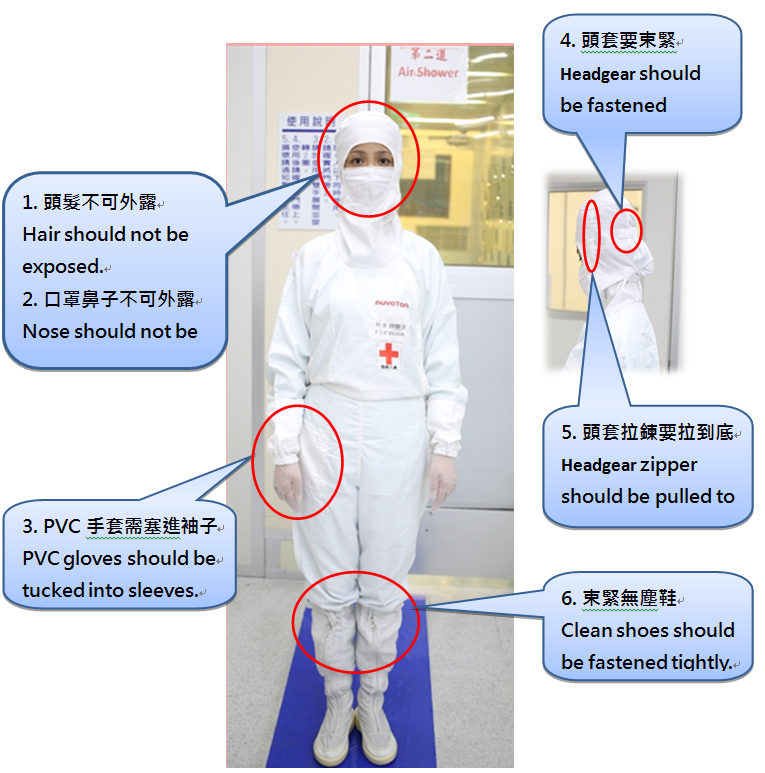 1. 頭髮不可外露
Hair should not be
exposed.
2. 口罩鼻子不可外露
Nose should not be
3. PVC 手套需塞進袖子
PVC gloves should be
tucked into sleeves.
4. 頭套要束緊
Headgear should
be fastened
5. 頭套拉鍊要拉到底
Headgear zipper
should be pulled to
6. 束緊無塵鞋
Clean shoes should
be fastened tightly.
第二道
Air Shower
使用說明
nuvoTon